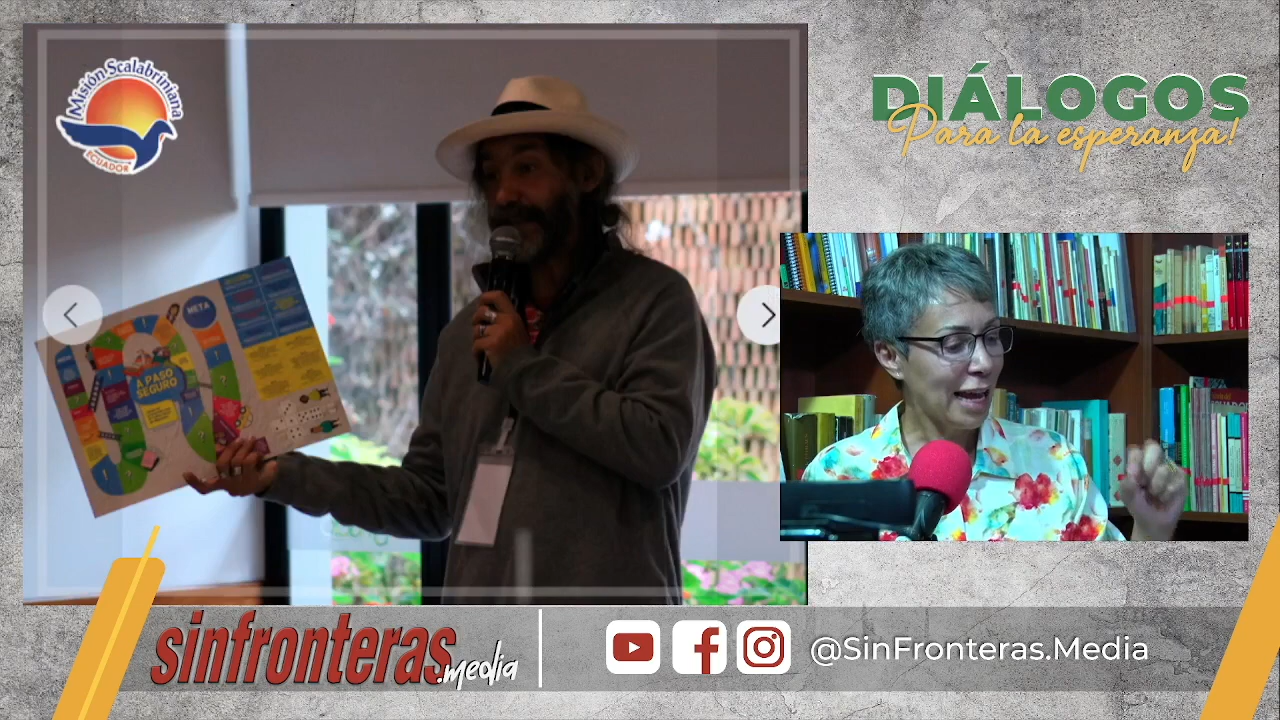 Misión Scalabriniana
ECUADOR
DIÁLOGOS
Para la esperanza!
META
A PASO
SEGURO
sinfronteras
.media
@SinFronteras.Media